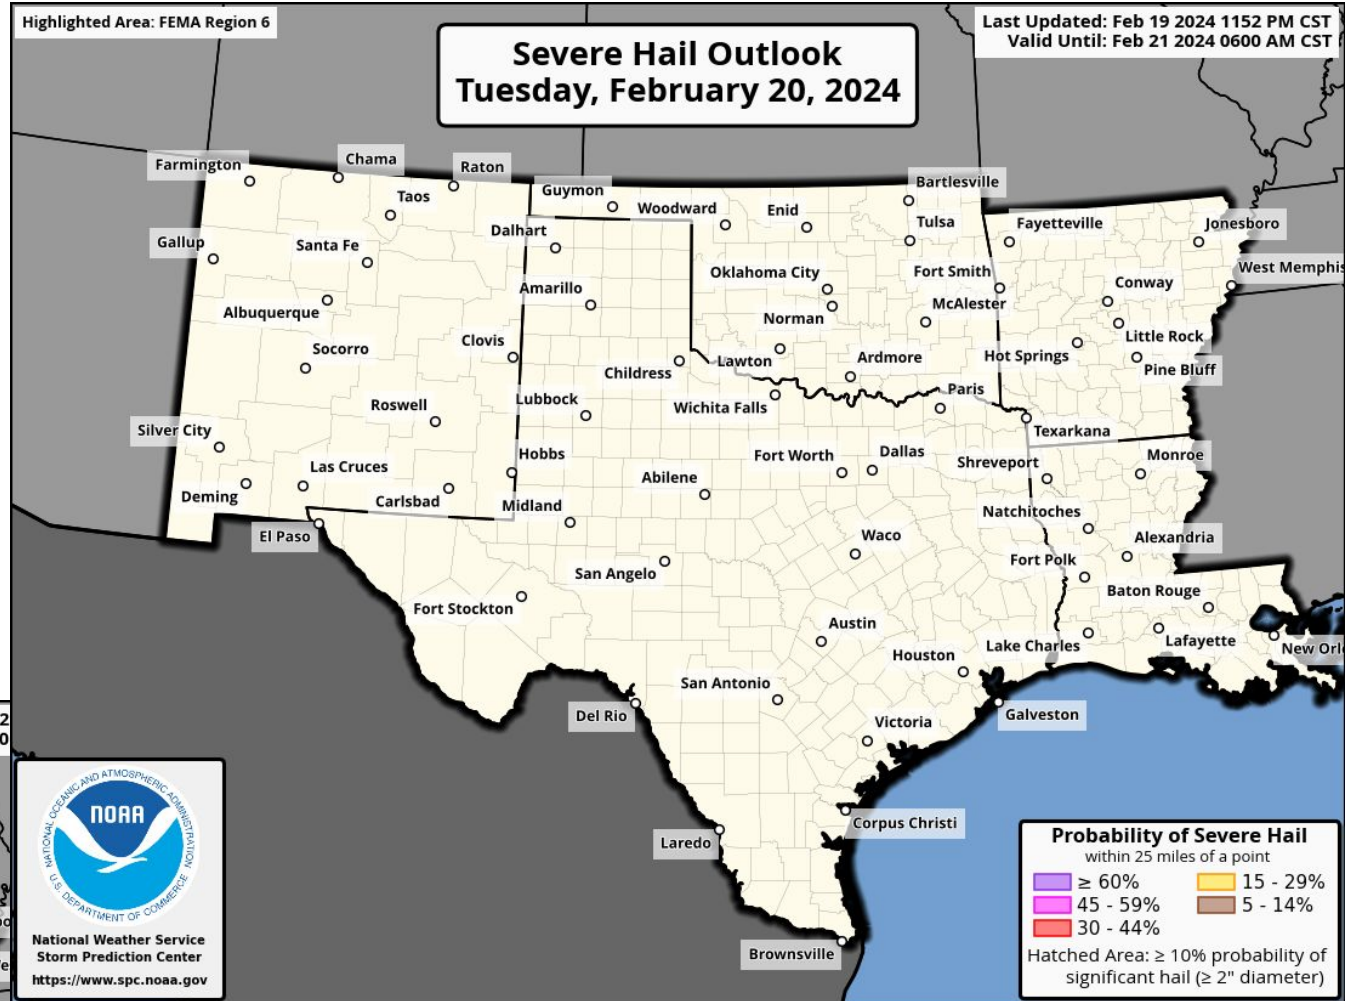 Highlighted Area: FEMA Region 6
Last Updated: Feb 19 2024 1152 PM CST
Valid Until: Feb 21 2024 0600 AM CST
Severe Hail Outlook
Tuesday, February 20, 2024
Farmington
Chama
Raton
Taos
Guymon
Woodward
Enid
Bartlesville
Tulsa
Fayetteville
Jonesboro
Gallup
Santa Fe
Dalhart
Oklahoma City
Fort Smith
West Memphis
Albuquerque
Amarillo
Norman
McAlester
Conway
Little Rock
Socorro
Clovis
Childress
Lawton
Ardmore
Hot Springs
Pine Bluff
Roswell
Lubbock
Wichita Falls
Paris
Texarkana
Silver City
Las Cruces
Hobbs
Abilene
Fort Worth
Dallas
Shreveport
Monroe
Deming
Carlsbad
Midland
Natchitoches
El Paso
San Angelo
Waco
Fort Polk
Alexandria
Fort Stockton
Baton Rouge
Austin
Houston
Lake Charles
Lafayette
New Orl
San Antonio
Del Rio
Victoria
Galveston
Laredo
Corpus Christi
Brownsville
NATIONAL OCEANIC AND ATMOSPHERIC ADMINISTRATION
NOAA
U.S. DEPARTMENT OF COMMERCE
National Weather Service
Storm Prediction Center
https://www.spc.noaa.gov
Probability of Severe Hail
within 25 miles of a point
≥ 60%
15 - 29%
45 - 59%
5 - 14%
30 - 44%
Hatched Area: ≥ 10% probability of
significant hail (≥ 2" diameter)